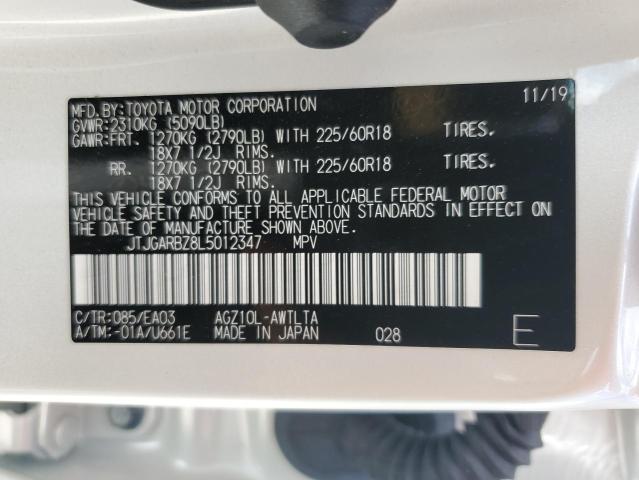 MFD.BY:TOYOTA MOTOR CORPORATION 11/19
GVWR:2310KG (5090LB)
GAWR:FRT. 1270KG (2790LB) WITH 225/60R18 TIRES.
18X7 1/2J RIMS.
RR. 1270KG (2790LB) WITH 225/60R18 TIRES.
18X7 1/2J RIMS.
THIS VEHICLE CONFORMS TO ALL APPLICABLE FEDERAL MOTOR
VEHICLE SAFETY AND THEFT PREVENTION STANDARDS IN EFFECT ON
THE DATE OF MANUFACTURE SHOWN ABOVE.
JTJGARBZ8L5012347 MPV
C/TR:085/EA03 AGZ10L-AWTLTA
A/TM:-01A/U661E MADE IN JAPAN 028 E